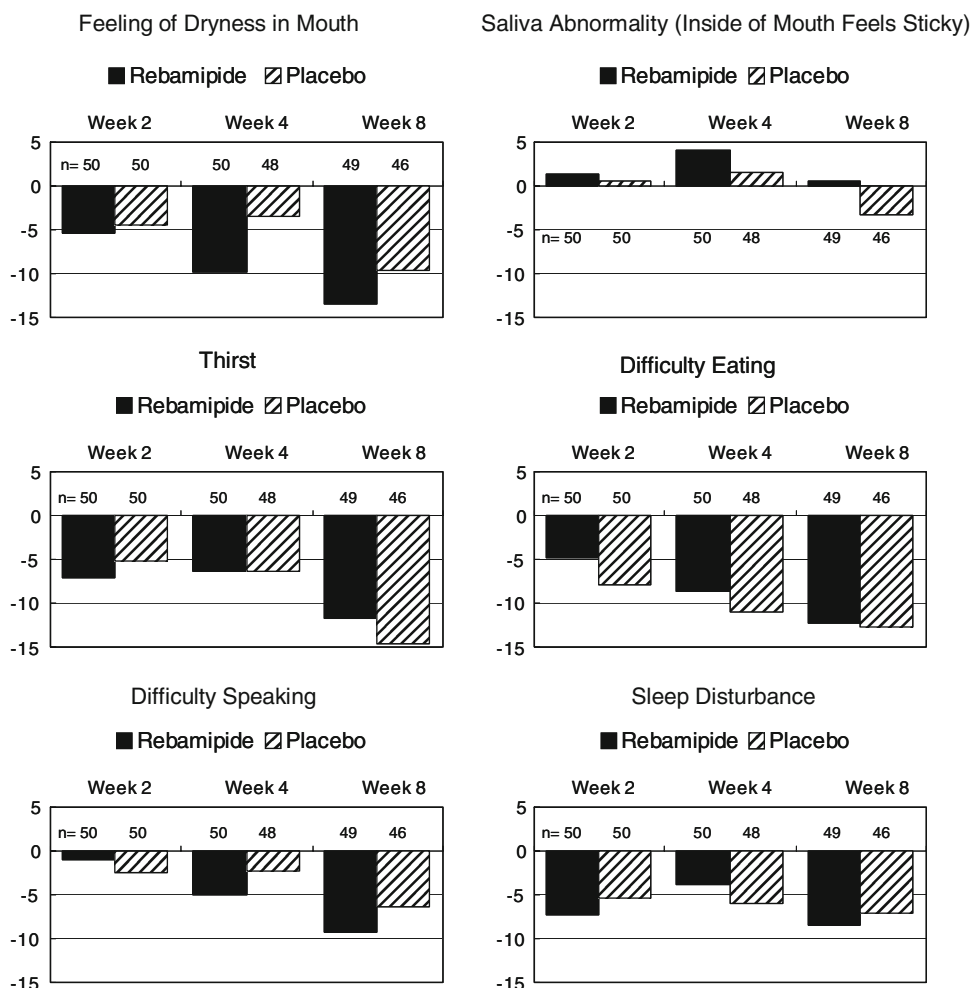 Feeling of Dryness in Mouth
Rebamipide Placebo
Week 2 Week 4 Week 8
5
n= 50 50 50 48 49 46
0
-5
-10
-15
Saliva Abnormality (Inside of Mouth Feels Sticky)
Rebamipide Placebo
Week 2 Week 4 Week 8
5
0
-5
n= 50 50 50 48 49 46
-10
-15
Thirst
Rebamipide Placebo
Week 2 Week 4 Week 8
5
n= 50 50 50 48 49 46
0
-5
-10
-15
Difficulty Eating
Rebamipide Placebo
Week 2 Week 4 Week 8
5
n= 50 50 50 48 49 46
0
-5
-10
-15
Difficulty Speaking
Rebamipide Placebo
Week 2 Week 4 Week 8
5
n= 50 50 50 48 49 46
0
-5
-10
-15
Sleep Disturbance
Rebamipide Placebo
Week 2 Week 4 Week 8
5
n= 50 50 50 48 49 46
0
-5
-10
-15